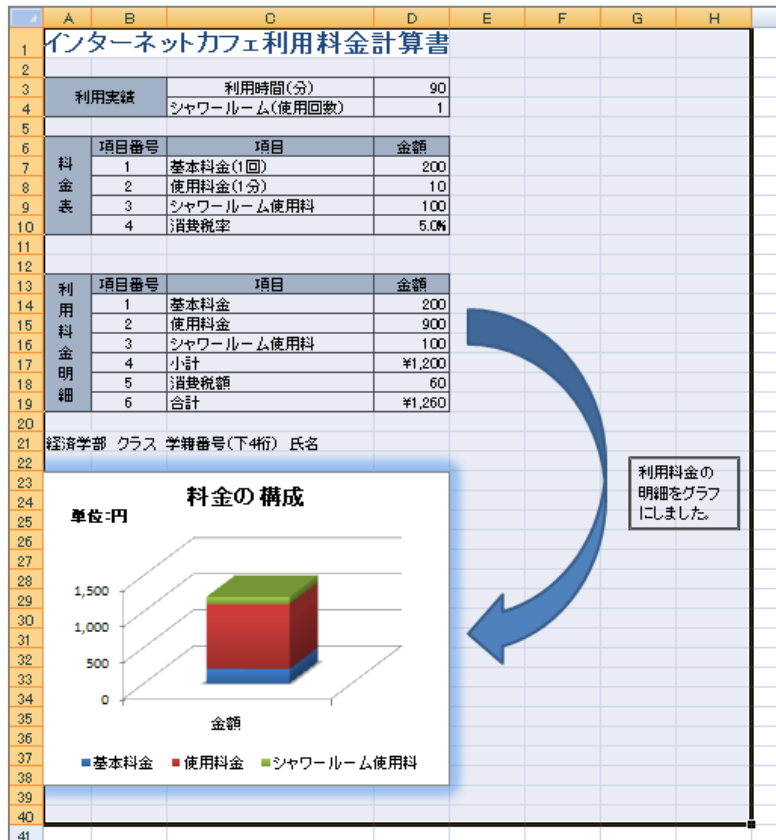 A B C D E F G H
1 インターネットカフェ利用料金計算書
2
3 利用実績 利用時間(分) 90
4 シャワールーム(使用回数) 1
5
6 料金表 項目番号 項目 金額
7 1 基本料金(1回) 200
8 2 使用料金(1分) 10
9 3 シャワールーム使用料 100
10 4 消費税率 5.0%
11
12
13 利用料金明細 項目番号 項目 金額
14 1 基本料金 200
15 2 使用料金 900
16 3 シャワールーム使用料 100
17 4 小計 ¥1,200
18 5 消費税額 60
19 6 合計 ¥1,260
20
21 経済学部 クラス 学籍番号(下4桁) 氏名
22
23
24
25
26
27
28
29
30
31
32
33
34
35
36
37
38
39
40
41
料金の構成
単位:円
1,500
1,000
500
0
金額
基本料金 使用料金 シャワールーム使用料
利用料金の
明細をグラフ
にしました。